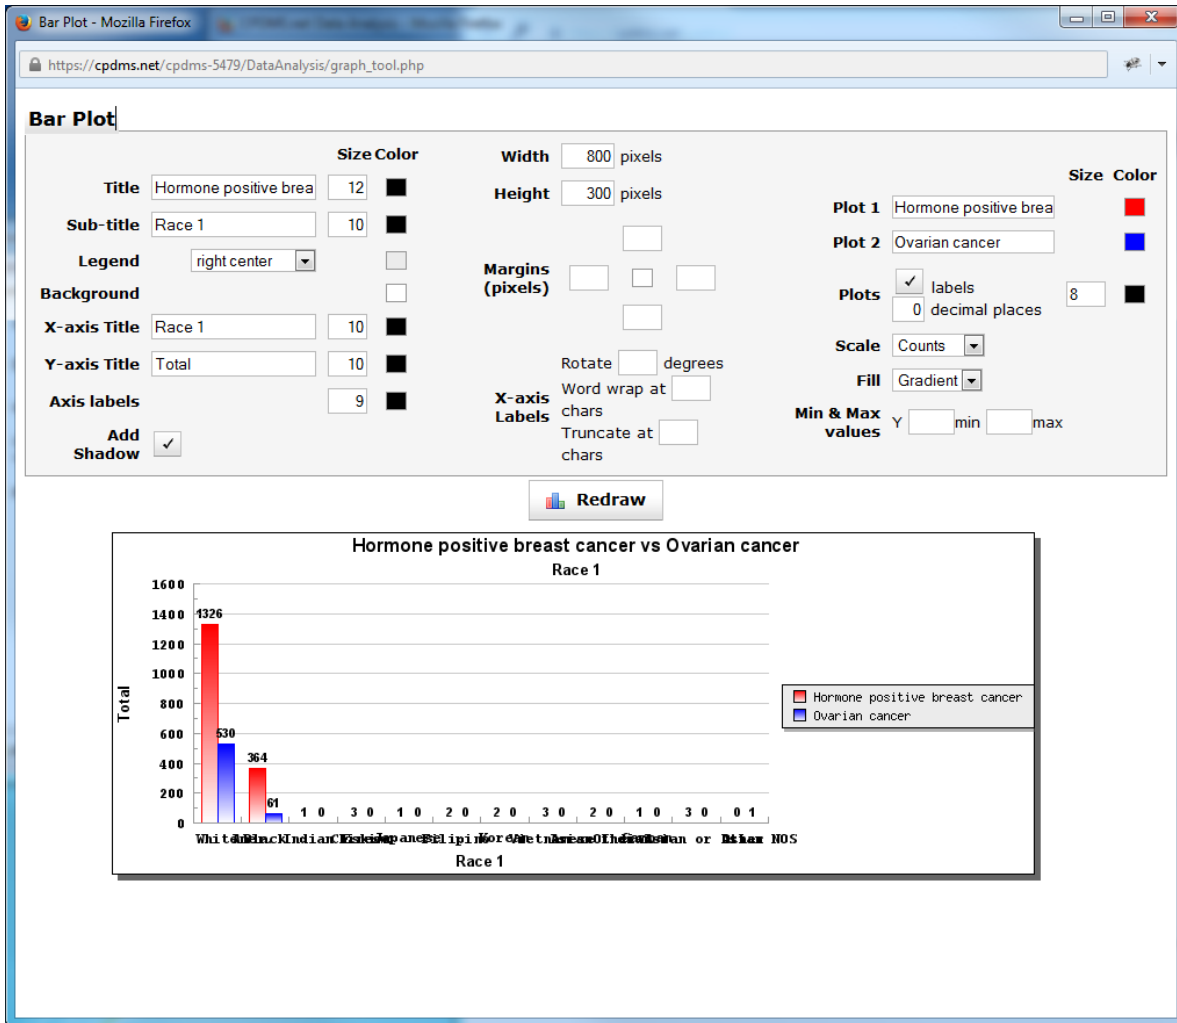 Bar Plot - Mozilla Firefox
https://cpdms.net/cpdms-5479/DataAnalysis/graph_tool.php
Bar Plot
Size Color
Title Hormone positive brea 12
Sub-title Race 1 10
Legend right center
Background
X-axis Title Race 1 10
Y-axis Title Total 10
Axis labels 9
Add Shadow
Width 800 pixels
Height 300 pixels
Margins (pixels)
X-axis Labels
Rotate degrees
Word wrap at chars
Truncate at chars
Size Color
Plot 1 Hormone positive brea
Plot 2 Ovarian cancer
Plots labels 8
0 decimal places
Scale Counts
Fill Gradient
Min & Max values Y min max
Redraw
Hormone positive breast cancer vs Ovarian cancer
Race 1
1600
1400
1200
1000
800
600
400
200
0
Total
1326 530 364 61 1 0 3 0 1 0 2 0 2 0 3 0 2 0 1 0 3 0 0 1
White
Race 1
Hormone positive breast cancer
Ovarian cancer